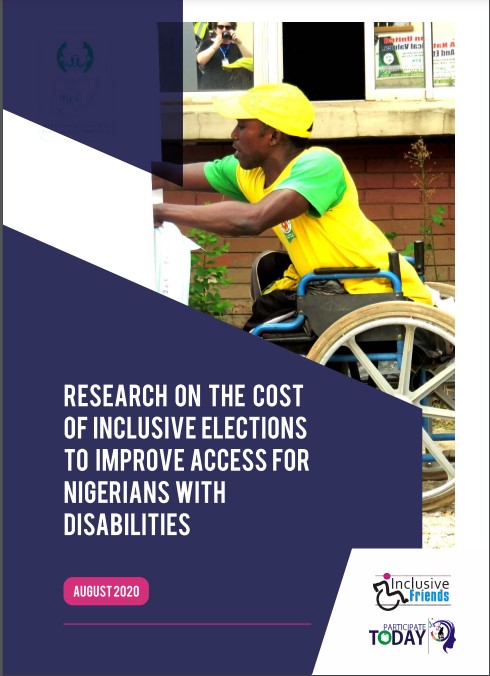 RESEARCH ON THE COST
OF INCLUSIVE ELECTIONS
TO IMPROVE ACCESS FOR
NIGERIANS WITH
DISABILITIES
AUGUST 2020
Inclusive
Friends
PARTICIPATE
TODAY